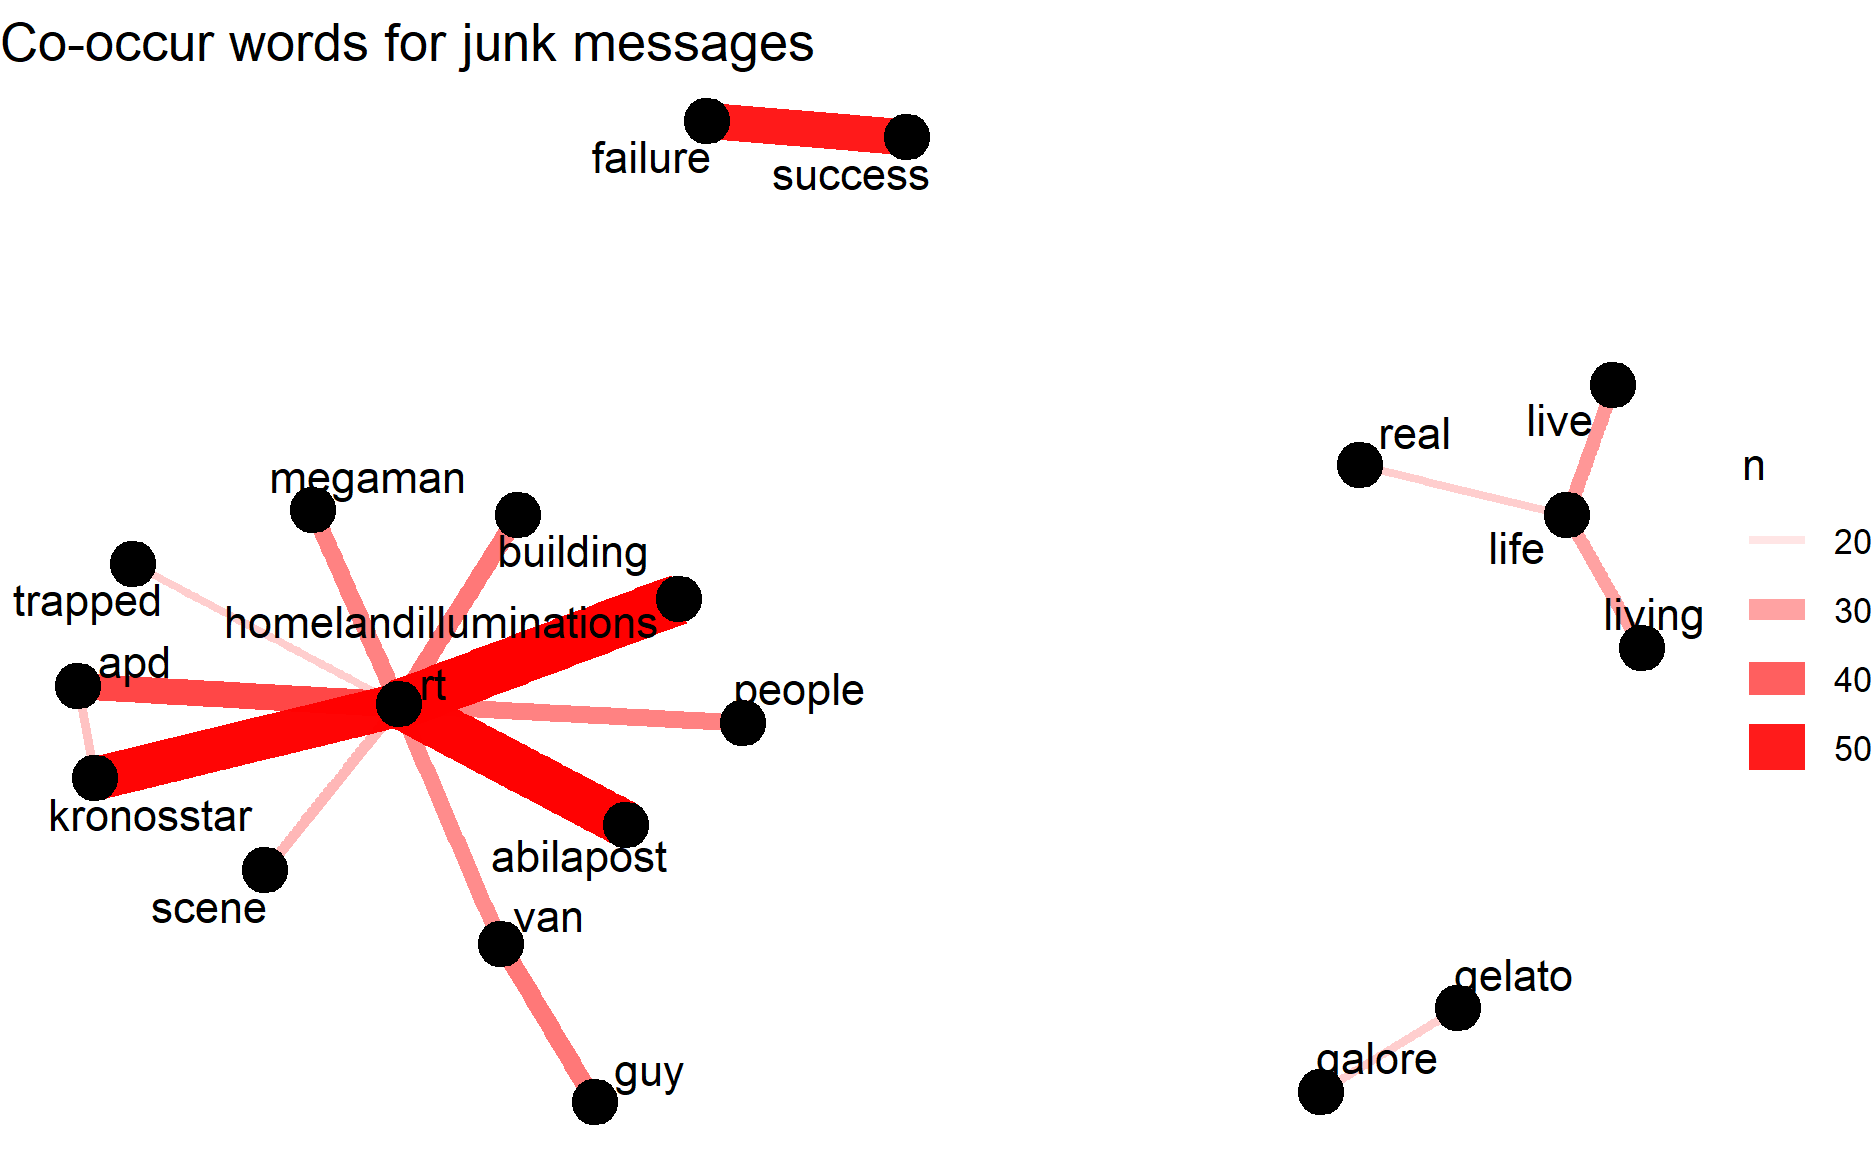 Co-occur words for junk messages
failure
success
live
real
n
megaman
20
life
building
trapped
30
living
homelandilluminations
apd
40
rt
people
50
kronosstar
abilapost
scene
van
gelato
galore
guy